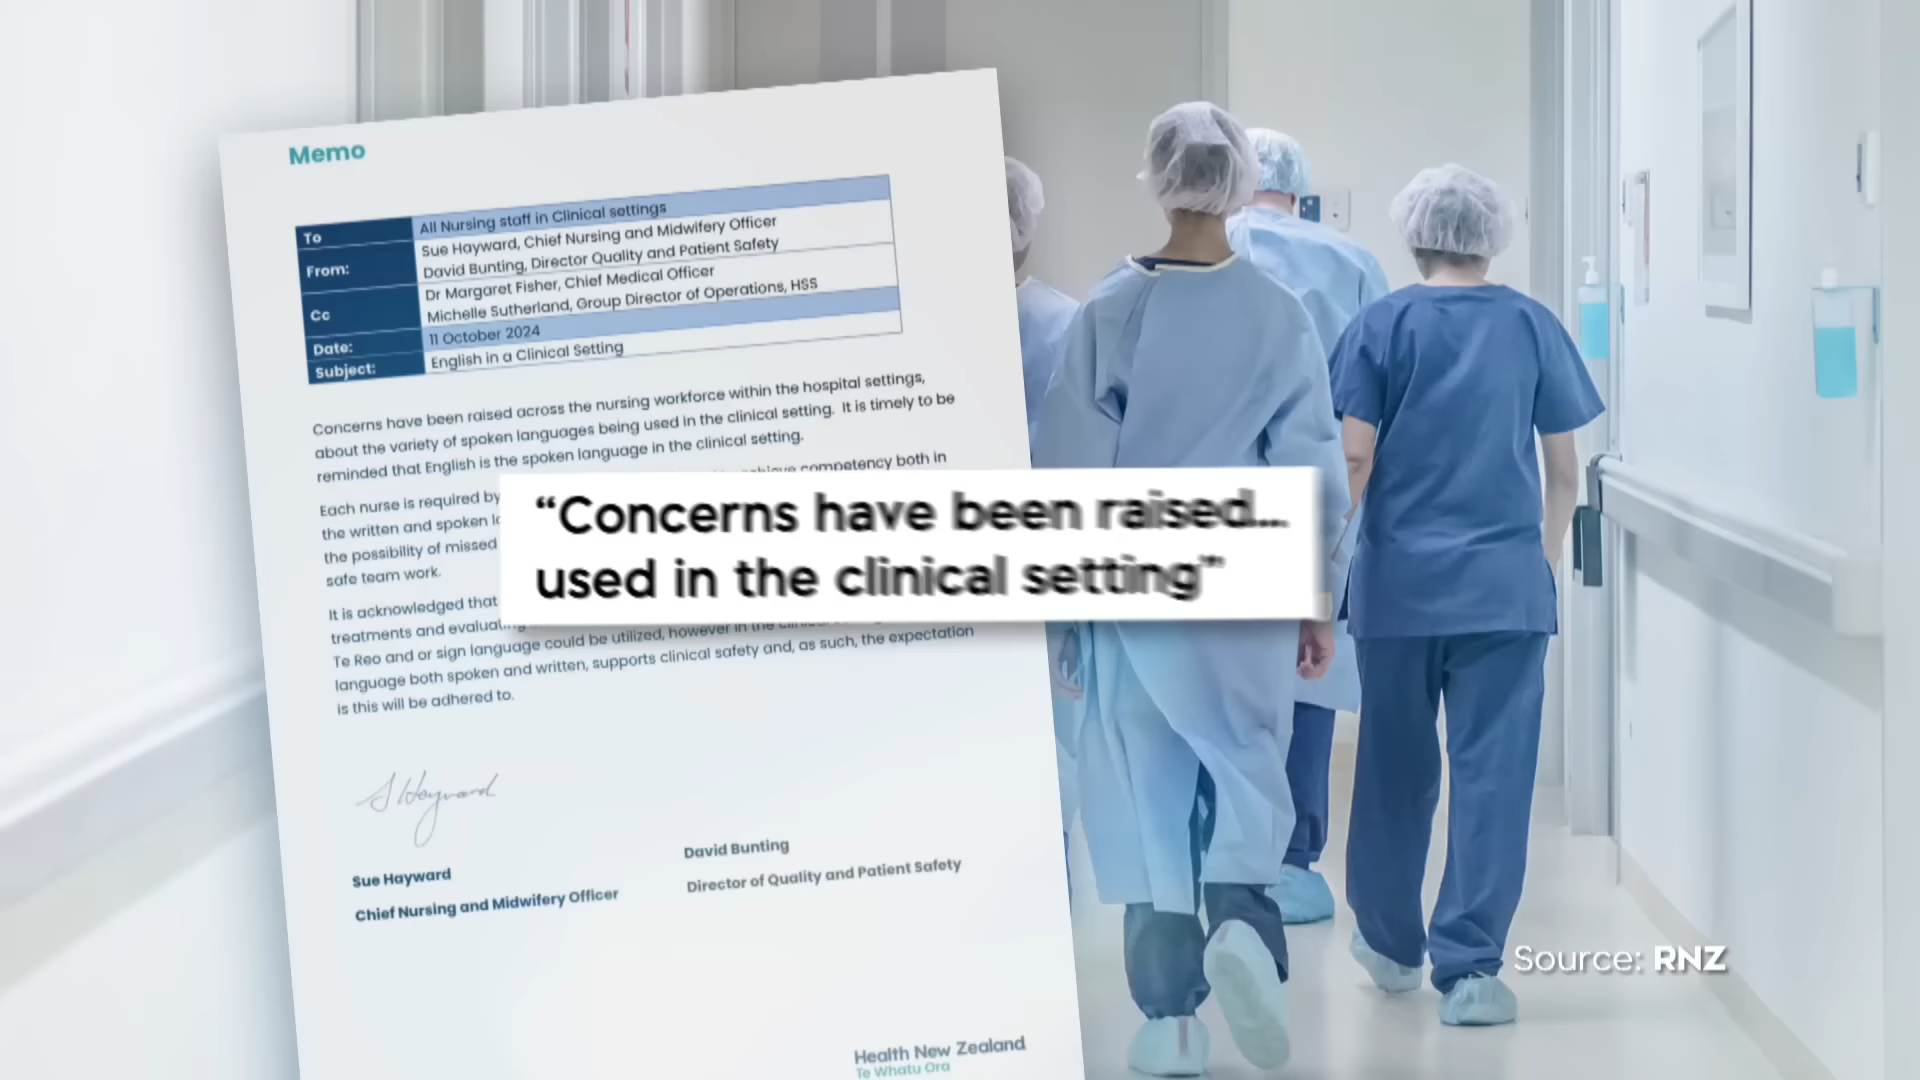 Memo
To
All Nursing staff in Clinical settings
From:
Sue Hayward, Chief Nursing and Midwifery Officer
David Bunting, Director Quality and Patient Safety
Cc
Dr Margaret Fisher, Chief Medical Officer
Michelle Sutherland, Group Director of Operations, HSS
Date:
11 October 2024
Subject:
English in a Clinical Setting
Concerns have been raised across the nursing workforce within the hospital settings,
about the variety of spoken languages being used in the clinical setting. It is timely to be
reminded that English is the spoken language in the clinical setting.
Each nurse is required by competency both in
the written and spoken
the possibility of missed
safe team work.
It is acknowledged that
treatments and
Te Reo and or sign language could be utilized, however in the
language both spoken and written, supports clinical safety and, as such, the expectation
is this will be adhered to.
“Concerns have been raised...
used in the clinical setting”
S Hayward
Sue Hayward
Chief Nursing and Midwifery Officer
David Bunting
Director of Quality and Patient Safety
Health New Zealand
Te Whatu Ora
Source: RNZ